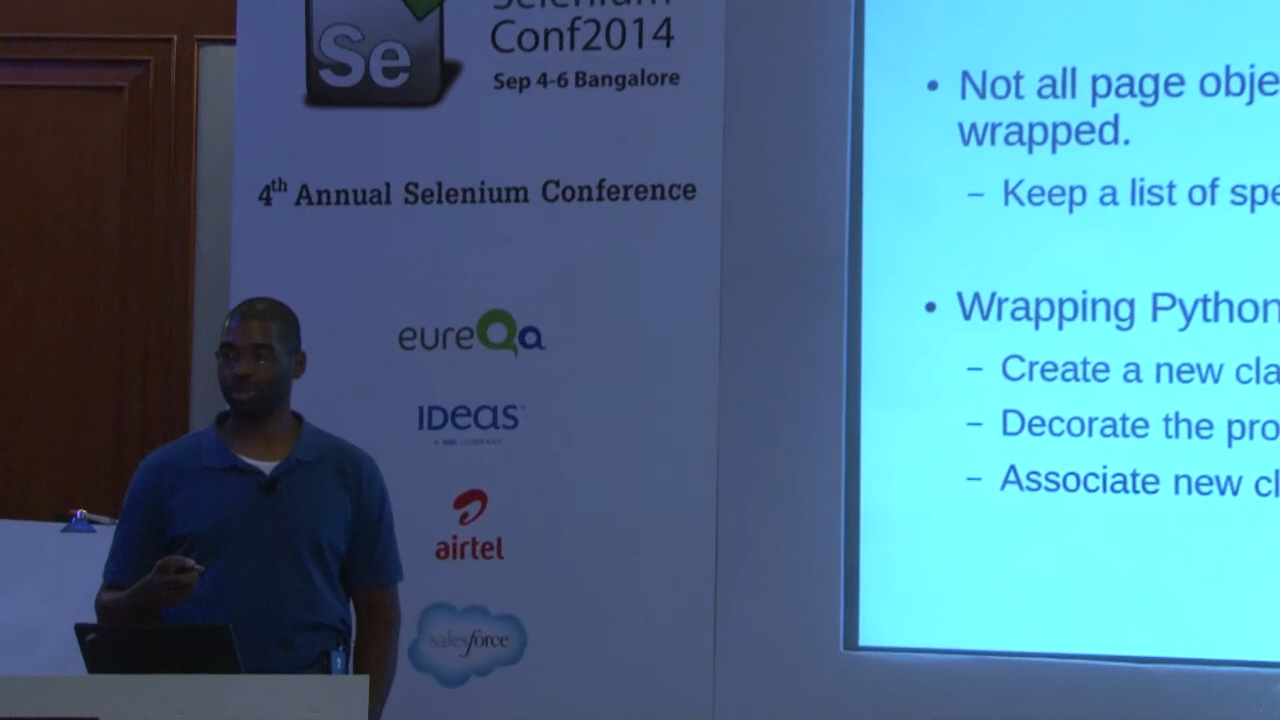 Selenium
Conf2014
Se
Sep 4-6 Bangalore
4th Annual Selenium Conference
eureQa
IDeaS
airtel
salesforce
• Not all page obje
wrapped.
– Keep a list of spe
• Wrapping Python
– Create a new cla
– Decorate the pro
– Associate new cl